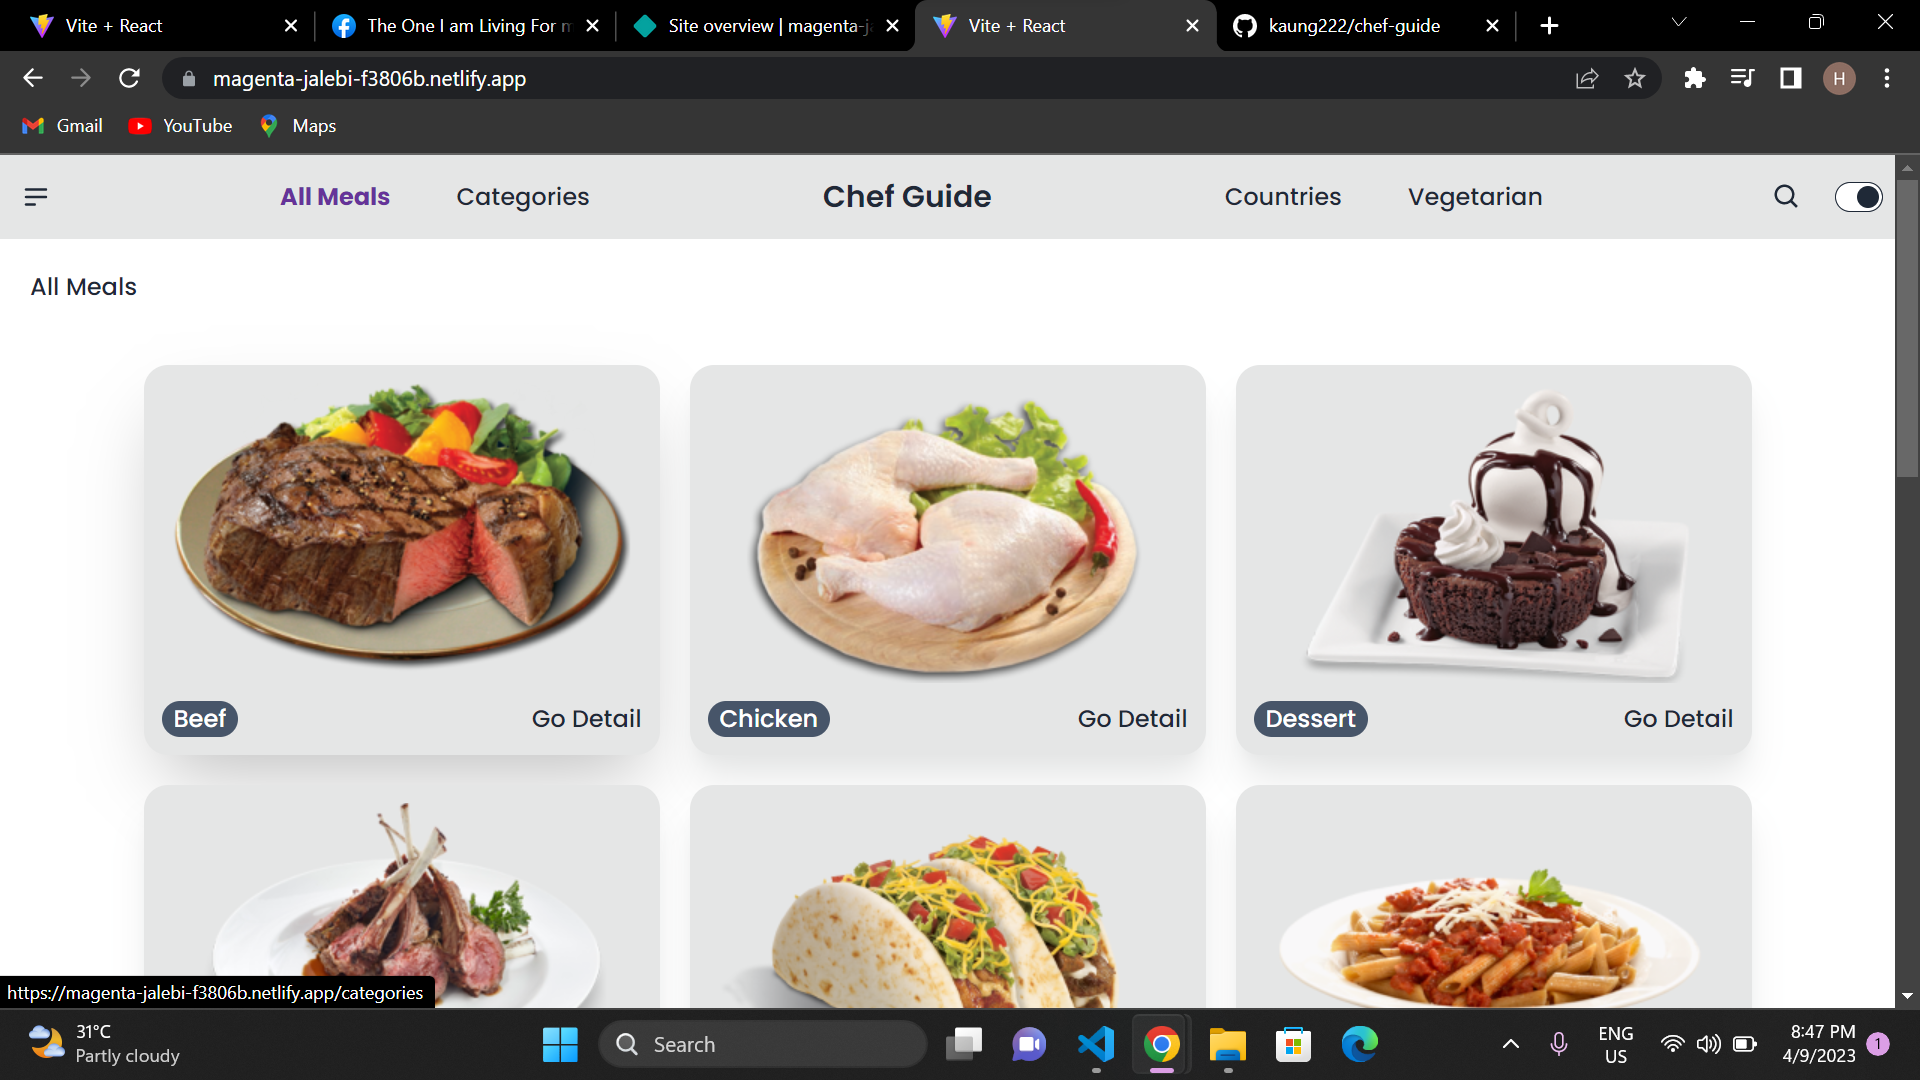 Vite + React
The One I am Living For m
Site overview | magenta-ja
Vite + React
kaung222/chef-guide
magenta-jalebi-f3806b.netlify.app
H
Gmail
YouTube
Maps
All Meals
Categories
Chef Guide
Countries
Vegetarian
All Meals
Beef
Go Detail
Chicken
Go Detail
Dessert
Go Detail
https://magenta-jalebi-f3806b.netlify.app/categories
31°C
Partly cloudy
Search
ENG
US
8:47 PM
4/9/2023
1